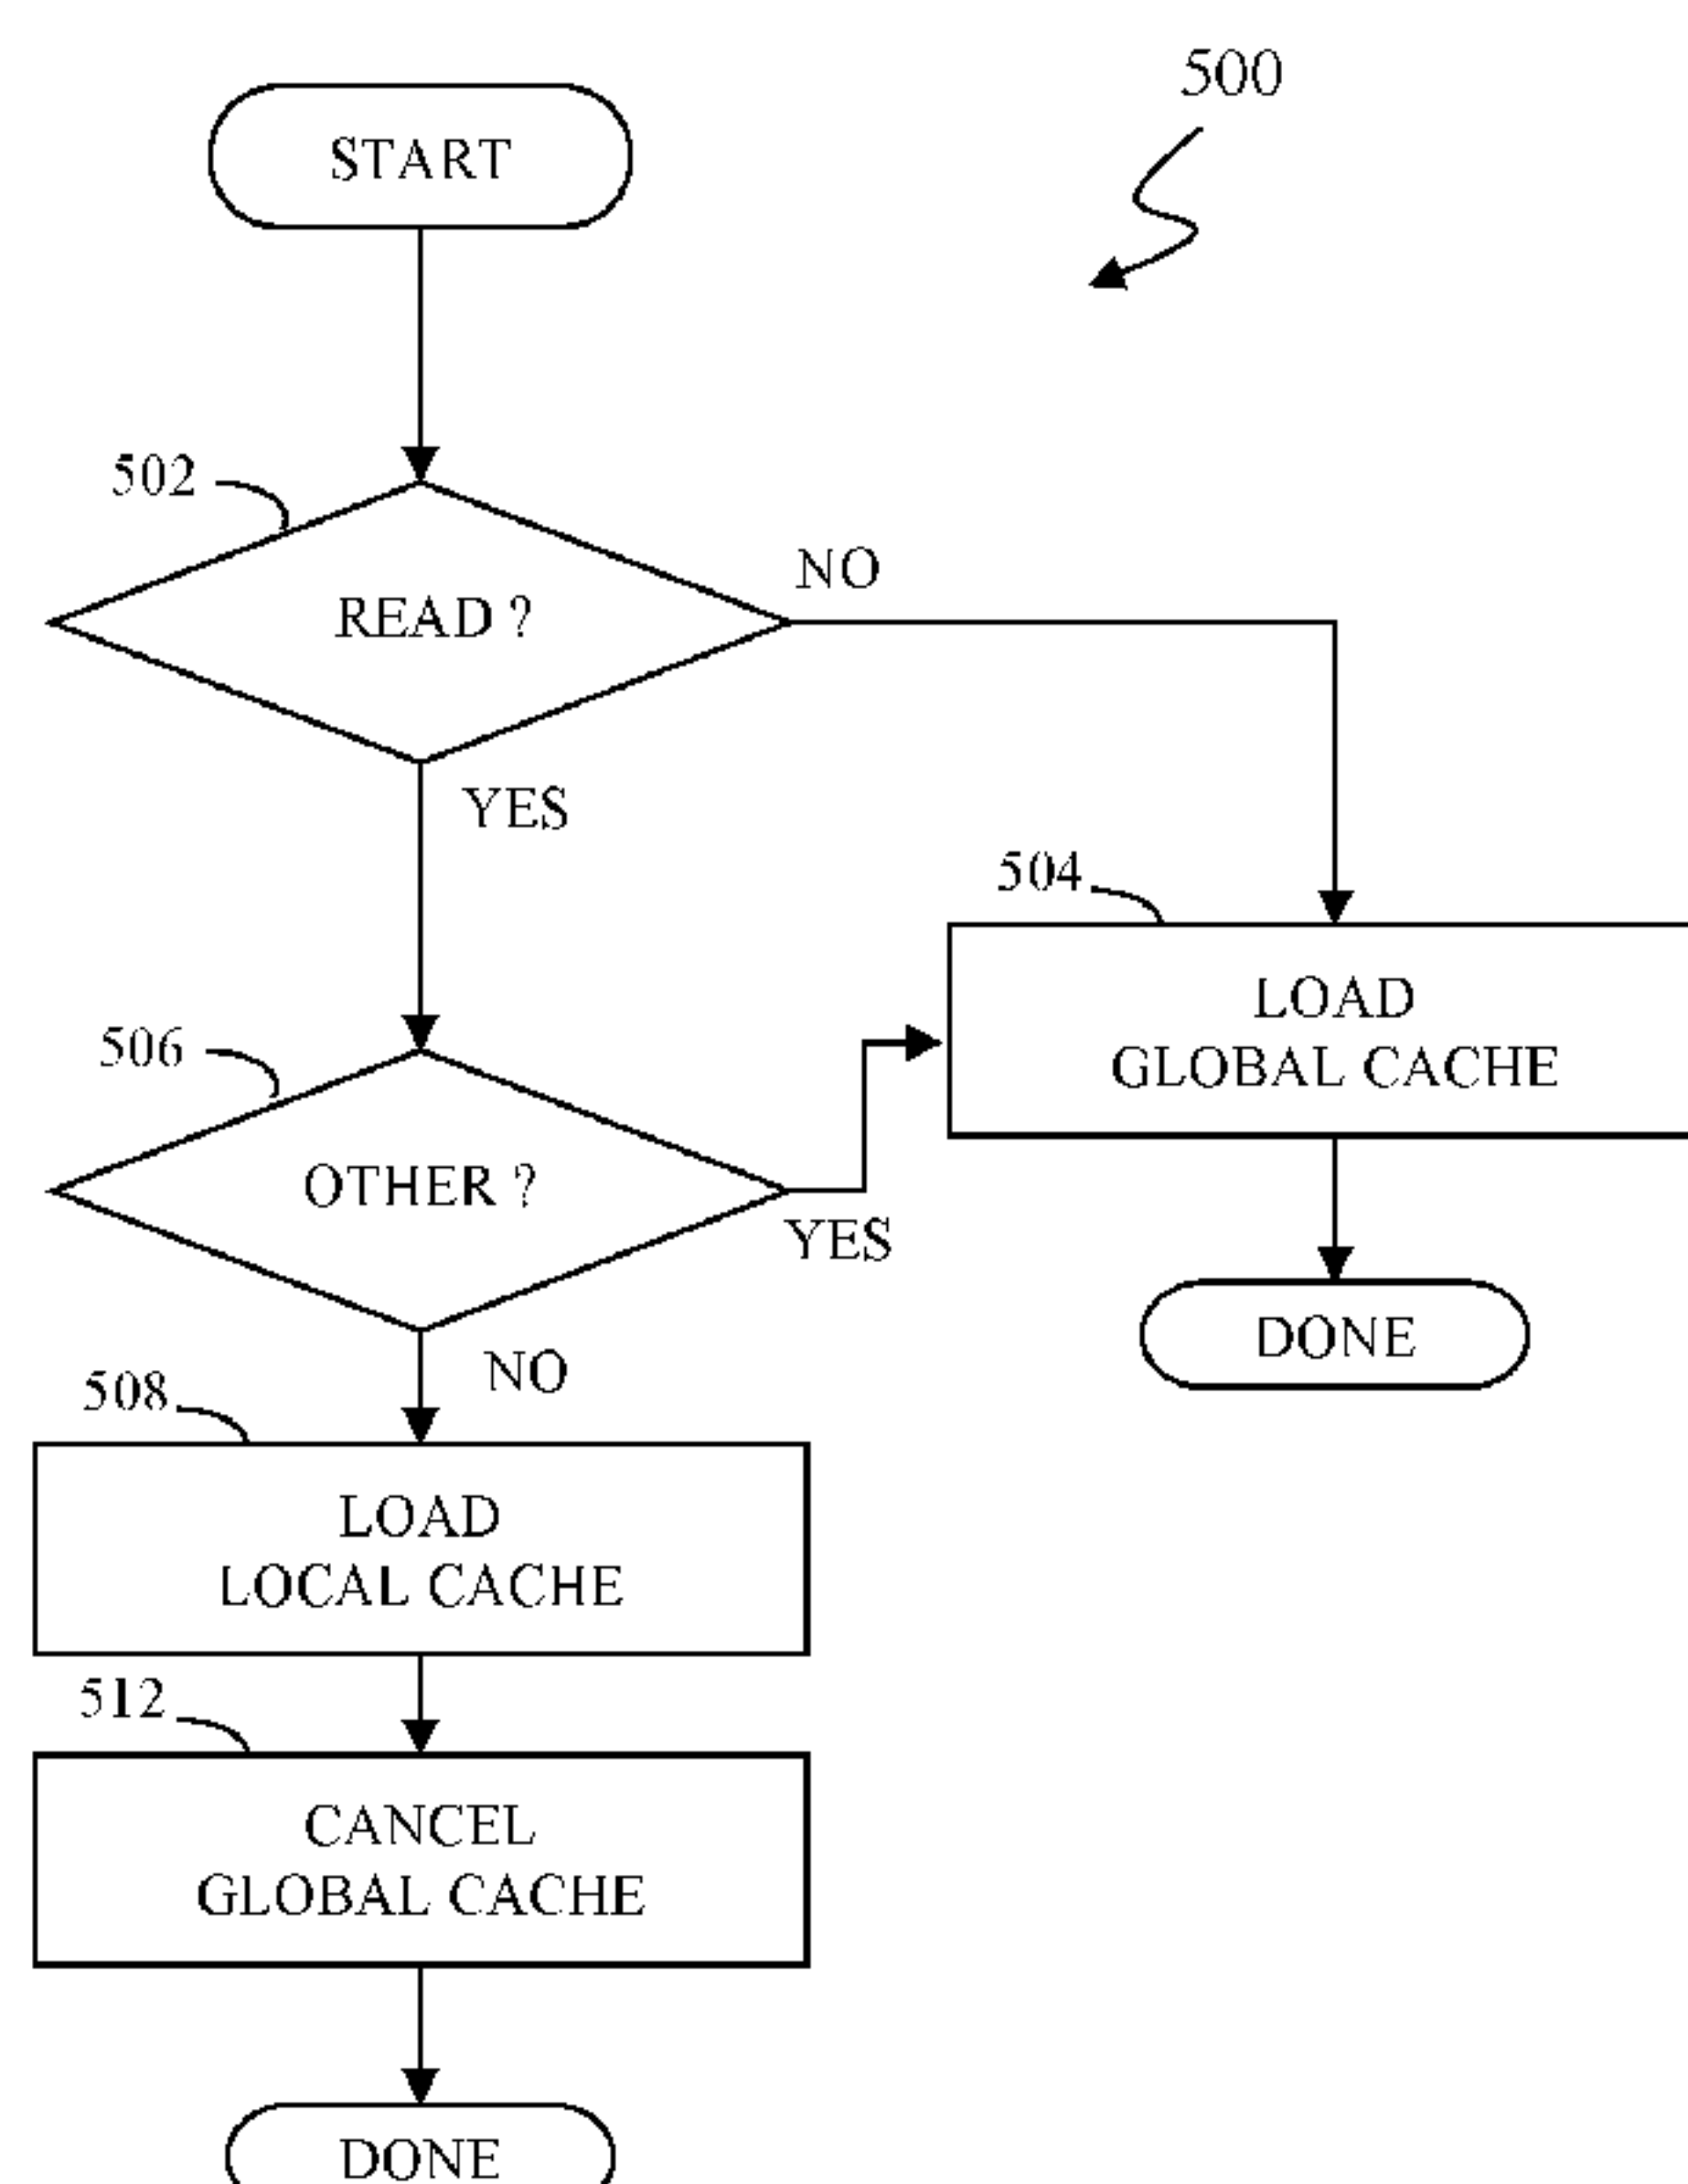 500
START
502
READ ?
NO
YES
504
LOAD
GLOBAL CACHE
506
OTHER ?
YES
DONE
NO
508
LOAD
LOCAL CACHE
512
CANCEL
GLOBAL CACHE
DONE